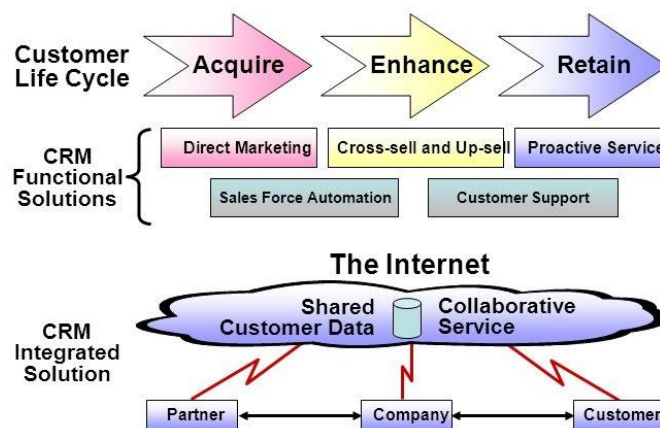 Customer
Life Cycle
Acquire
Enhance
Retain
CRM
Functional
Solutions
Direct Marketing
Cross-sell and Up-sell
Proactive Service
Sales Force Automation
Customer Support
The Internet
Shared
Customer Data
Collaborative
Service
CRM
Integrated
Solution
Partner
Company
Customer